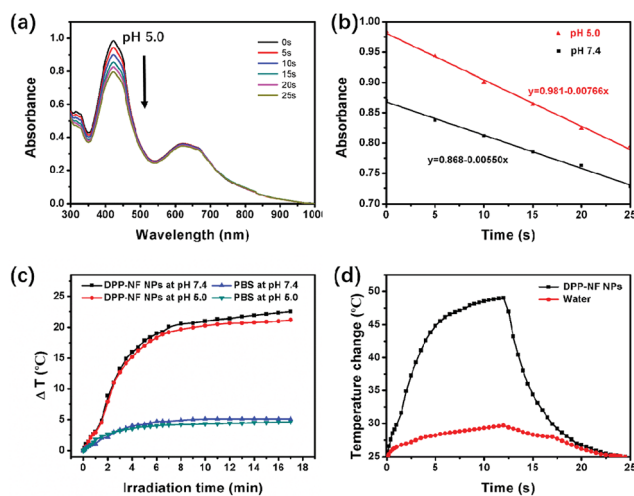 (a)
pH 5.0
0s
5s
10s
15s
20s
25s
1.0
0.8
0.6
0.4
0.2
0.0
300 400 500 600 700 800 900 1000
Absorbance
Wavelength (nm)
(b)
pH 5.0
pH 7.4
y=0.981-0.00766x
y=0.868-0.00550x
1.00
0.95
0.90
0.85
0.80
0.75
0.70
0 5 10 15 20 25
Absorbance
Time (s)
(c)
DPP-NF NPs at pH 7.4 PBS at pH 7.4
DPP-NF NPs at pH 5.0 PBS at pH 5.0
25
20
15
10
5
0
0 2 4 6 8 10 12 14 16 18
Δ T (°C)
Irradiation time (min)
(d)
DPP-NF NPs
Water
50
45
40
35
30
25
0 5 10 15 20 25
Temperature change (°C)
Time (s)